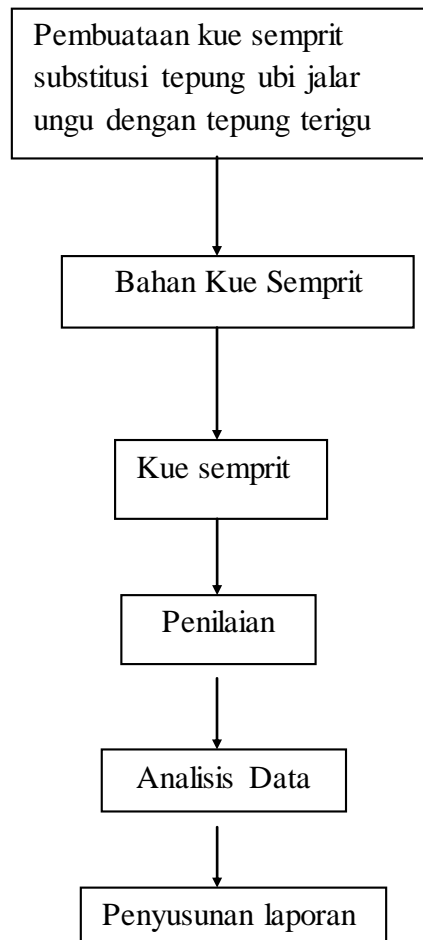 Pembuataan kue semprit
substitusi tepung ubi jalar
ungu dengan tepung terigu
Bahan Kue Semprit
Kue semprit
Penilaian
Analisis Data
Penyusunan laporan